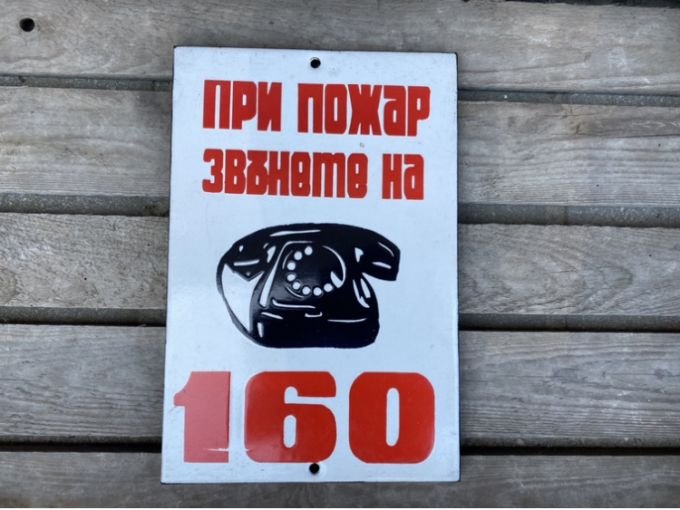 При пожар
звънете на
160